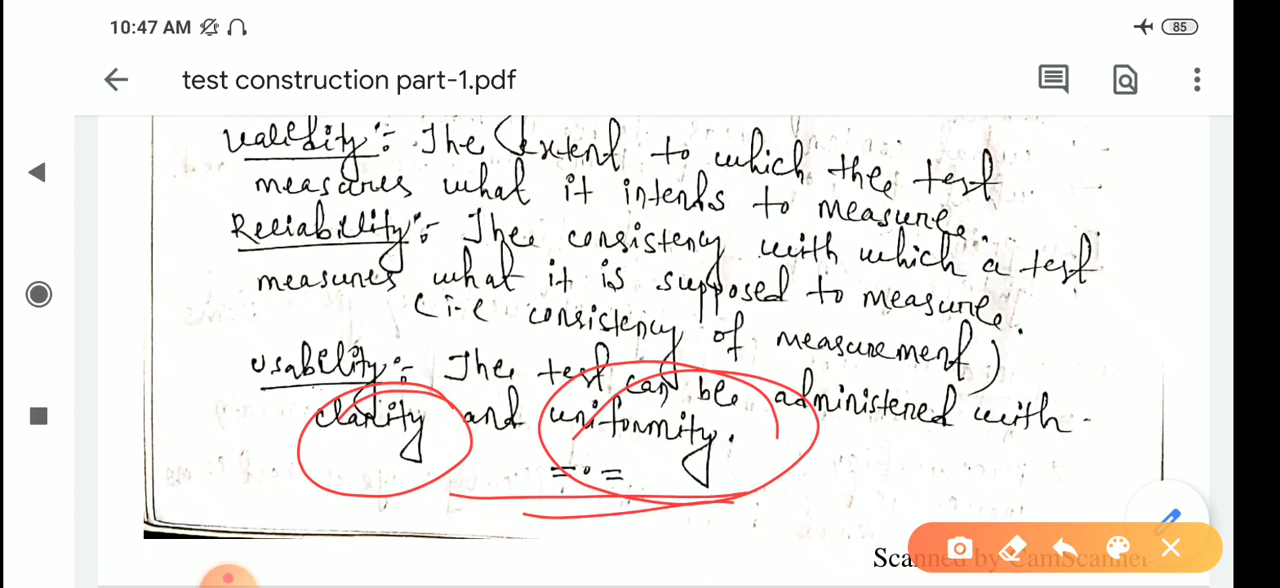 10:47 AM
85
test construction part-1.pdf
Validity:- The extent to which the test
measures what it intends to measure.
Reliability:- The consistency with which a test
measures what it is supposed to measure.
(i-e consistency of measurement)
Usability:- The test can be administered with
clarity and uniformity.
Scanned by CamScanner